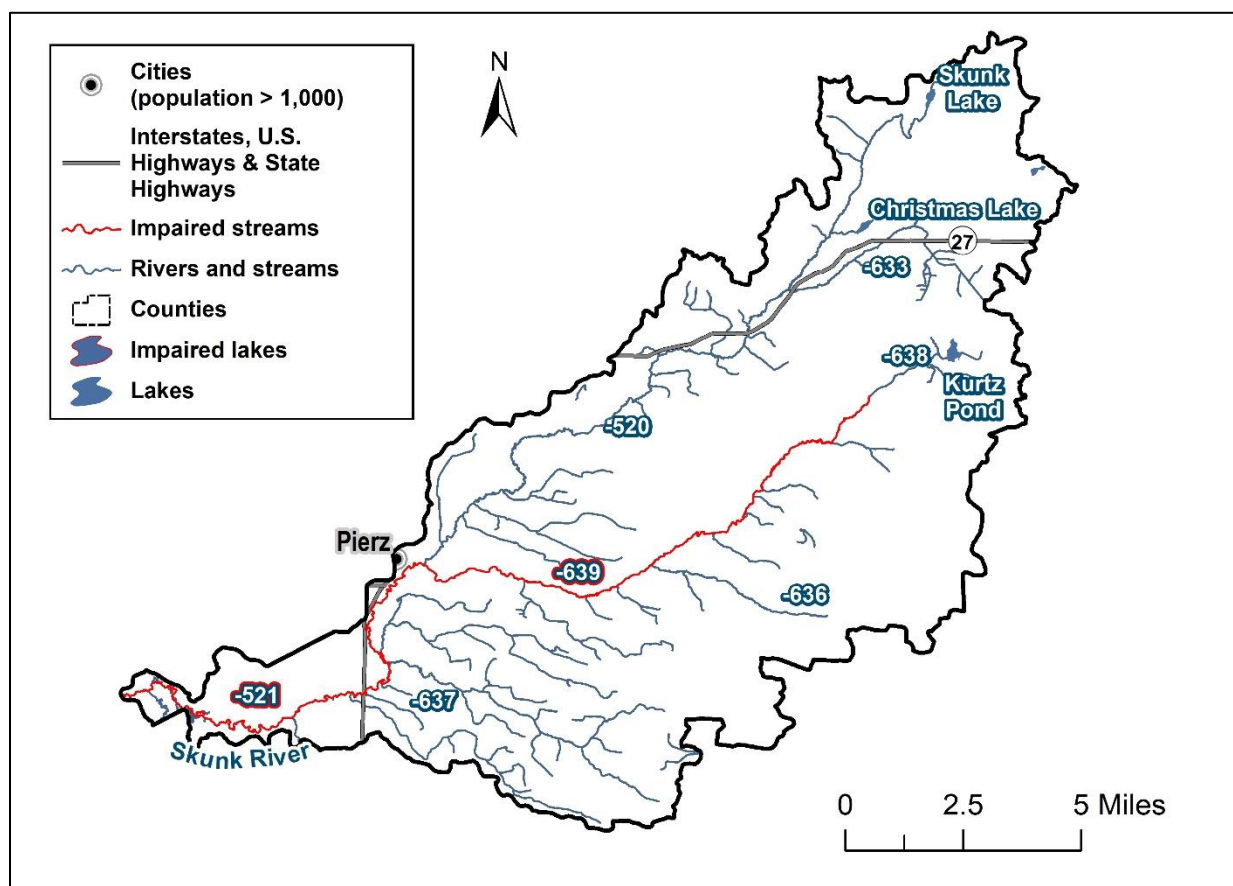 Cities
(population > 1,000)
Interstates, U.S.
Highways & State
Highways
Impaired streams
Rivers and streams
Counties
Impaired lakes
Lakes
N
Skunk
Lake
Christmas Lake
27
-633
-638
Kurtz
Pond
-520
Pierz
-639
-636
-521
-637
Skunk River
0 2.5 5 Miles